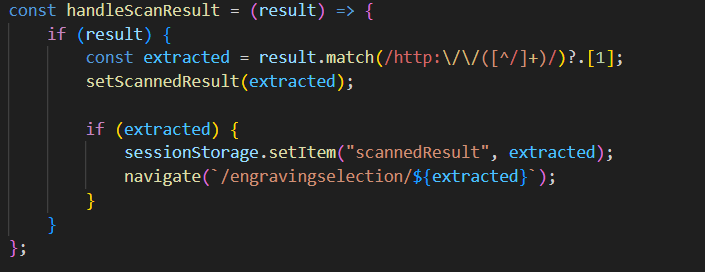 const handleScanResult = (result) => {
    if (result) {
        const extracted = result.match(/http:\/\/([^/]+)/)?.[1];
        setScannedResult(extracted);

        if (extracted) {
            sessionStorage.setItem("scannedResult", extracted);
            navigate(`/engravingselection/${extracted}`);
        }
    }
};